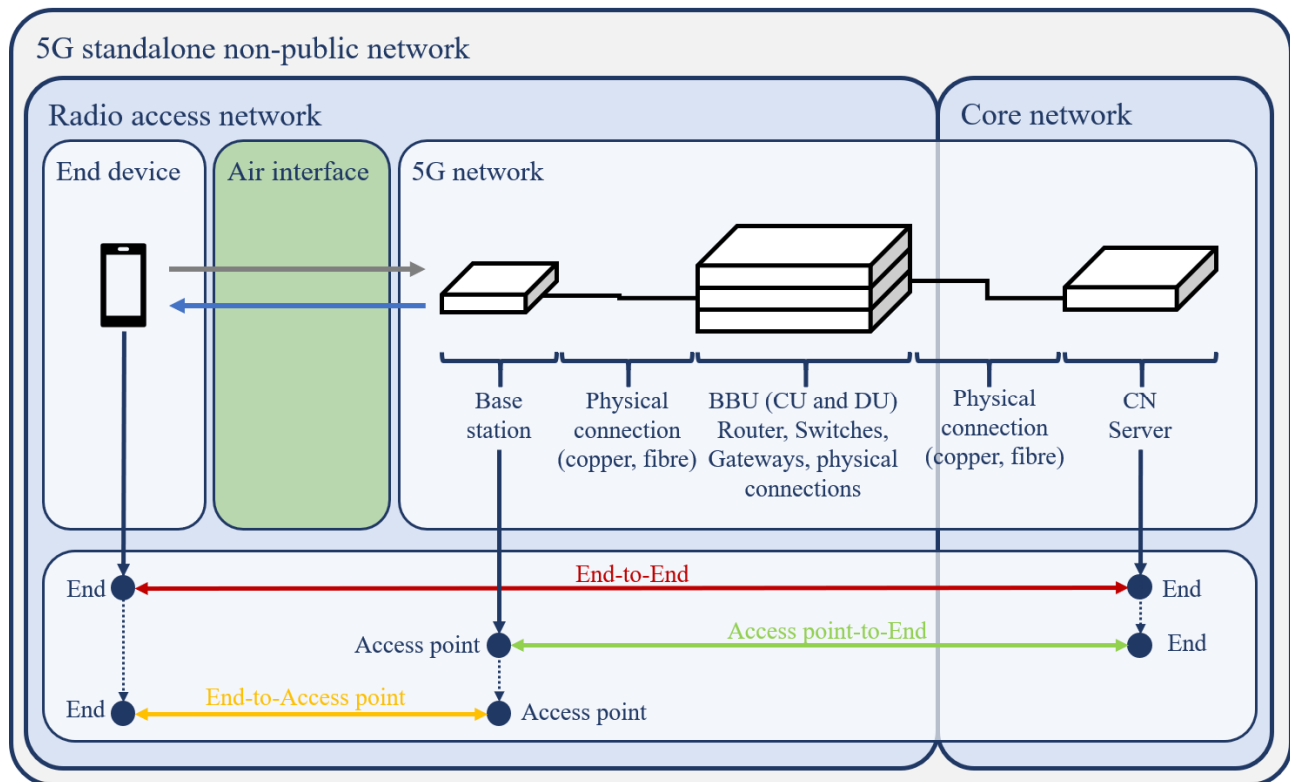 5G standalone non-public network
Radio access network
Core network
End device
Air interface
5G network
Base
station
Physical
connection
(copper, fibre)
BBU (CU and DU)
Router, Switches,
Gateways, physical
connections
Physical
connection
(copper, fibre)
CN
Server
End
End-to-End
End
Access point
Access point-to-End
End
End
End-to-Access point
Access point